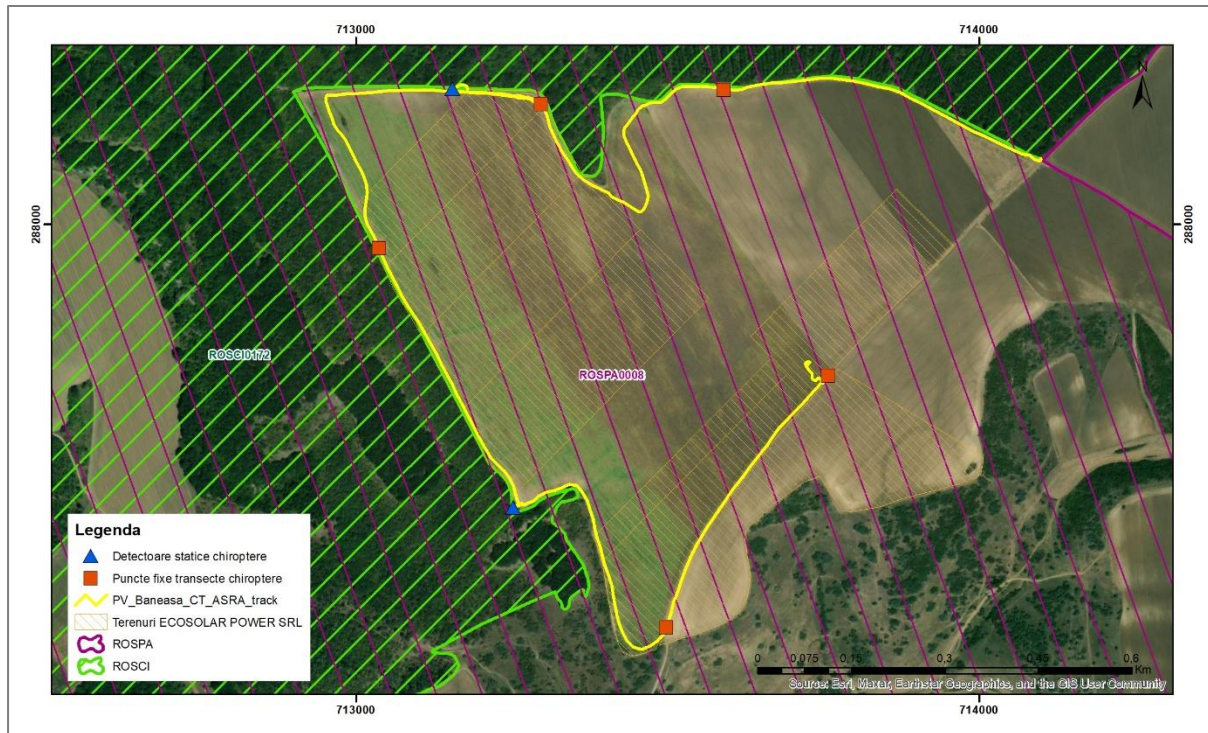 713000
714000
288000
288000
ROSCI0172
ROSPA0008
N
Legenda
Detectoare statice chiroptere
Puncte fixe transecte chiroptere
PV_Baneasa_CT_ASRA_track
Terenuri ECOSOLAR POWER SRL
ROSPA
ROSCI
0 0,075 0,15 0,3 0,45 0,6
Km
Source: Esri, Maxar, Earthstar Geographics, and the GIS User Community
713000
714000